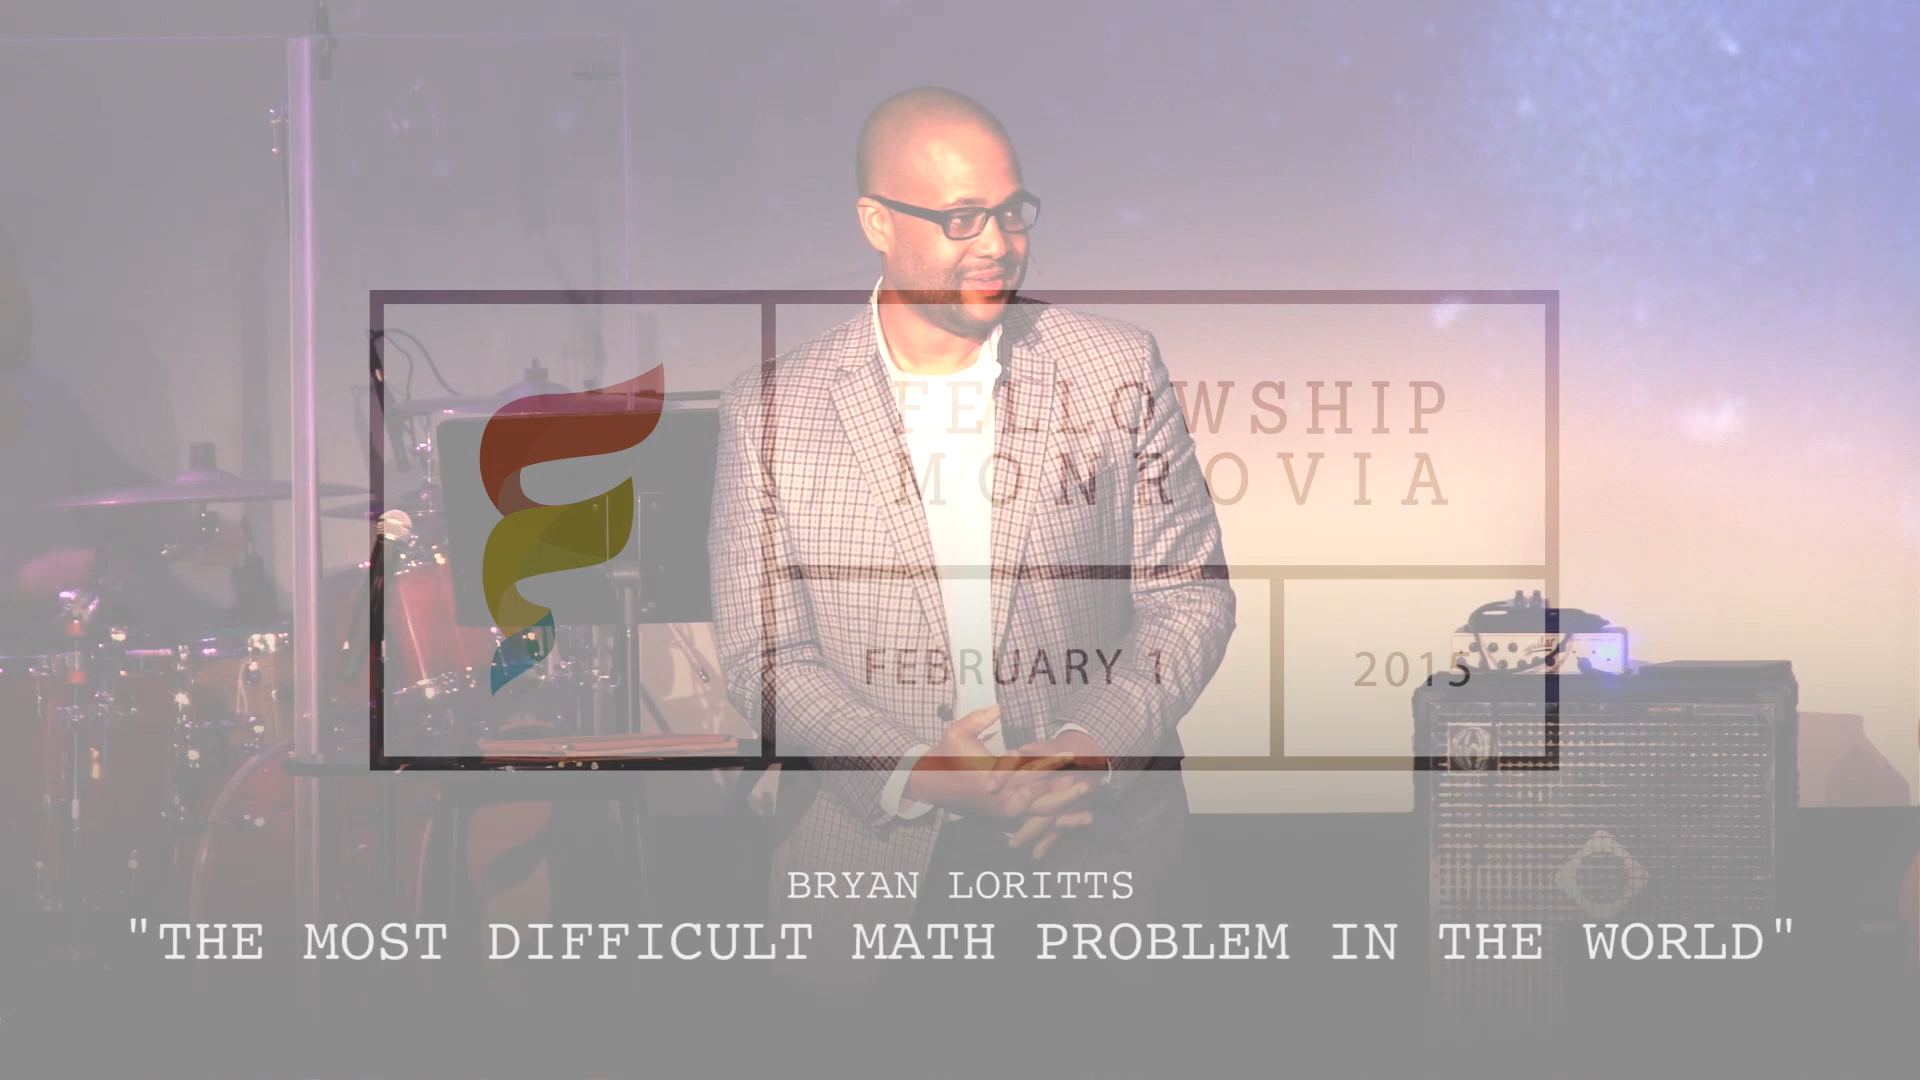 FELLOWSHIP
MONROVIA
FEBRUARY 1
2015
BRYAN LORITTS
"THE MOST DIFFICULT MATH PROBLEM IN THE WORLD"